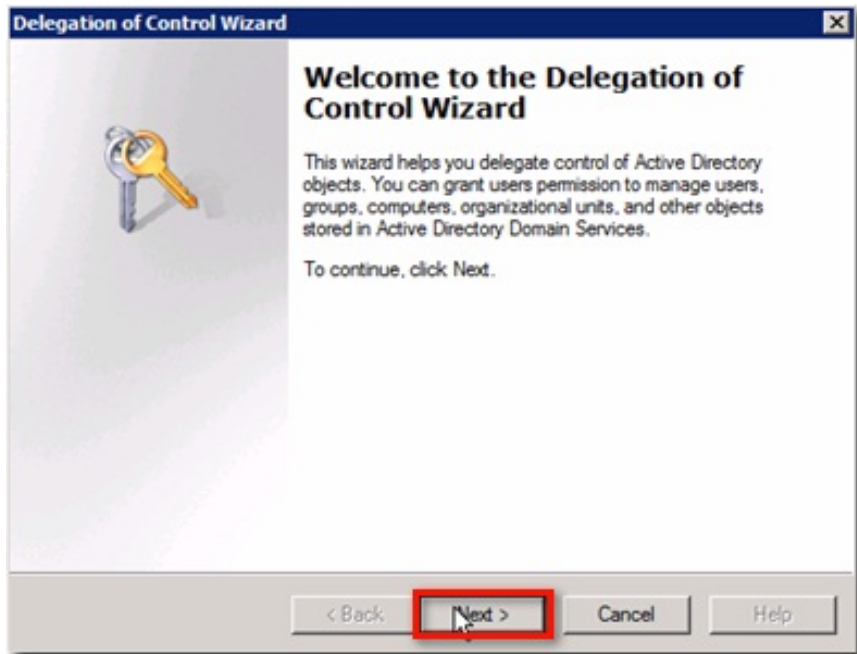 Delegation of Control Wizard
Welcome to the Delegation of
Control Wizard
This wizard helps you delegate control of Active Directory
objects. You can grant users permission to manage users,
groups, computers, organizational units, and other objects
stored in Active Directory Domain Services.
To continue, click Next.
< Back
Next >
Cancel
Help